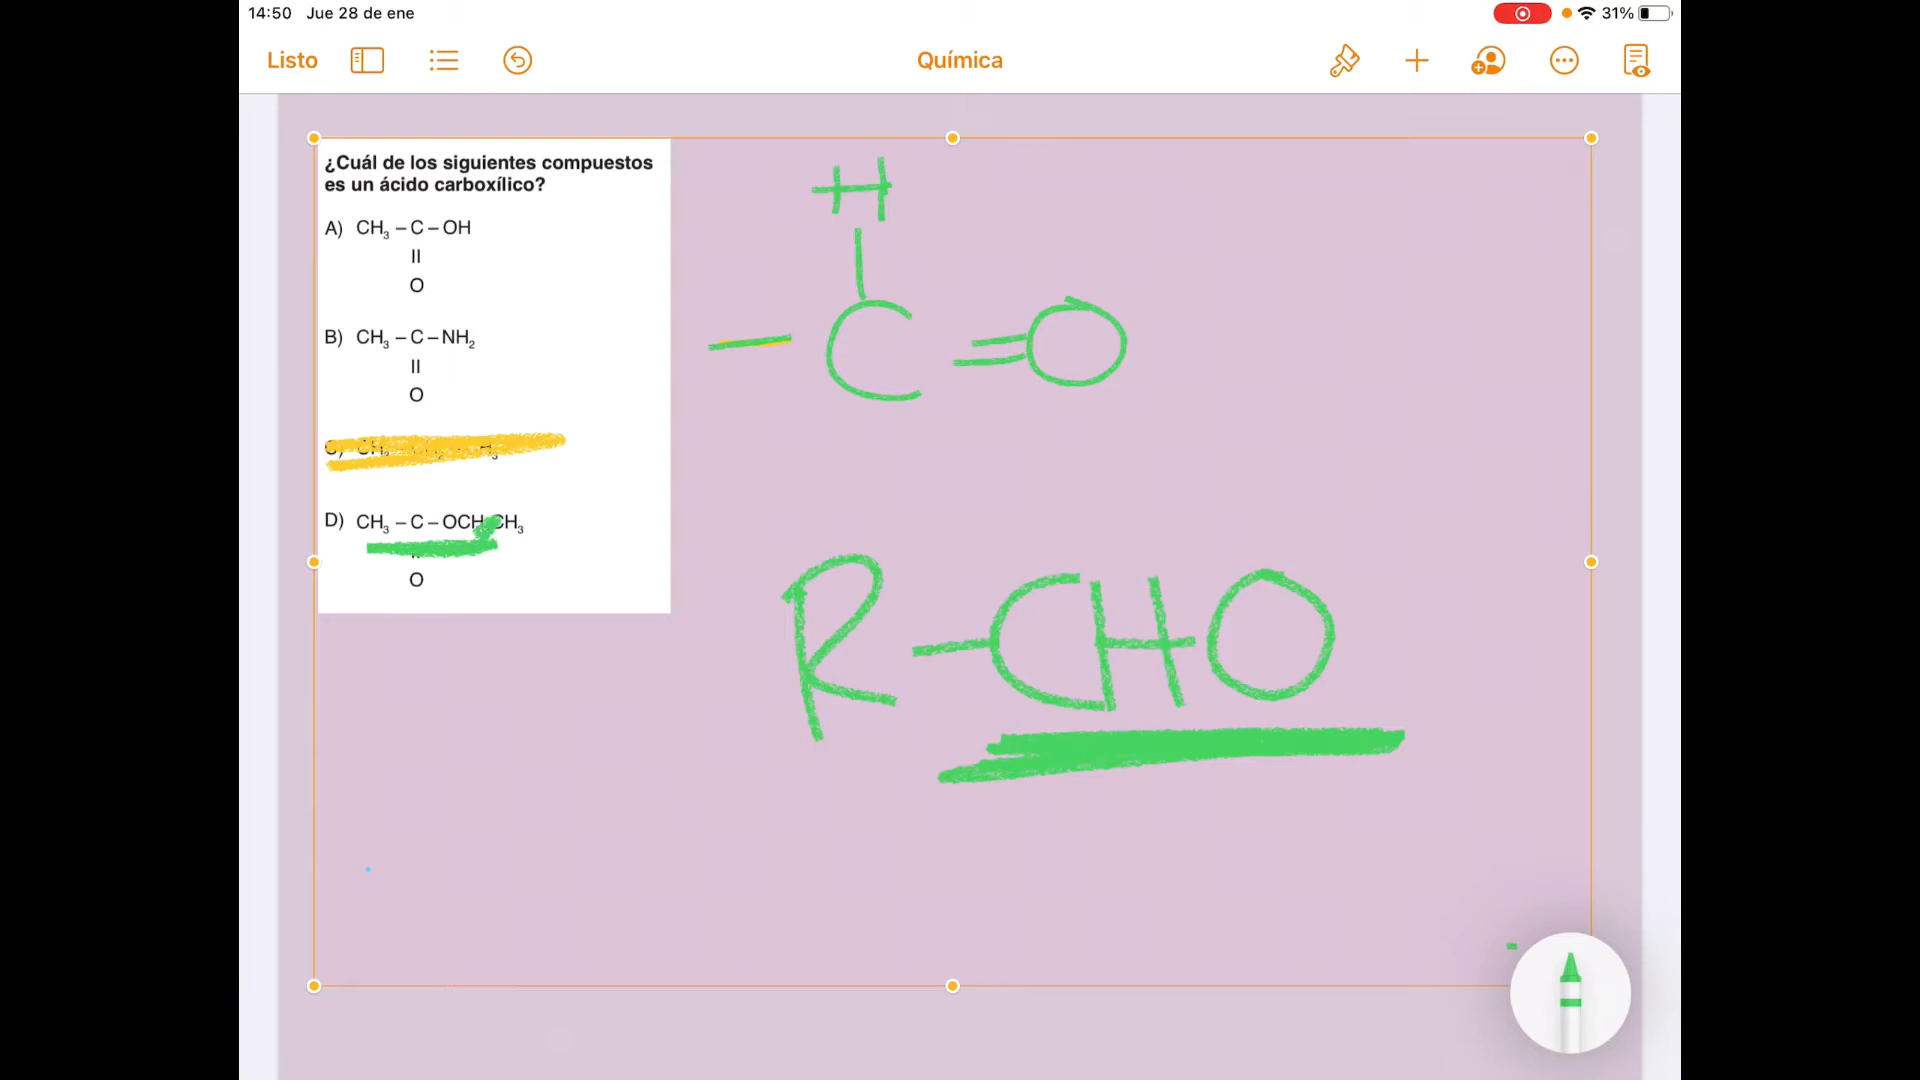 14:50 Jue 28 de ene
31%
Listo
Química
¿Cuál de los siguientes compuestos
es un ácido carboxílico?
A) CH₃ – C – OH
||
O
B) CH₃ – C – NH₂
||
O
D) CH₃ – C – OCH CH₃
O
H
|
– C = O
R – CHO